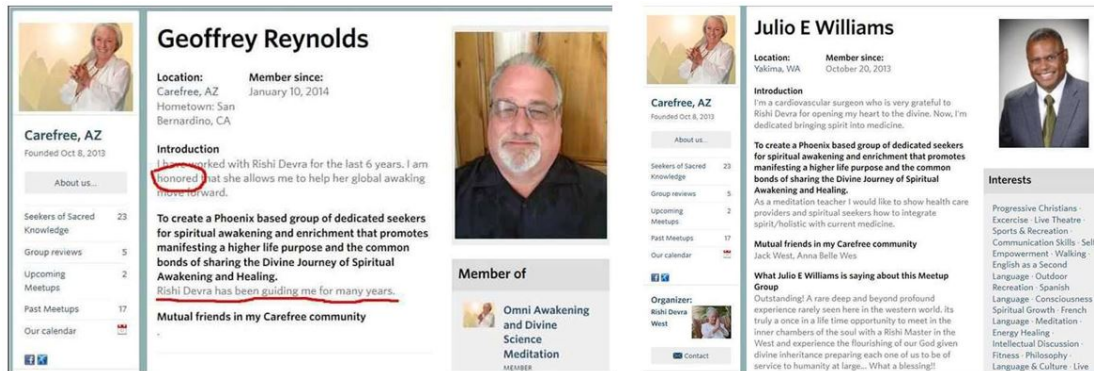 Geoffrey Reynolds
Location:
Carefree, AZ
Hometown: San
Bernardino, CA
Member since:
January 10, 2014
Introduction
I have worked with Rishi Devra for the last 6 years. I am
honored that she allows me to help her global awaking
move forward.
To create a Phoenix based group of dedicated seekers
for spiritual awakening and enrichment that promotes
manifesting a higher life purpose and the common
bonds of sharing the Divine Journey of Spiritual
Awakening and Healing.
Rishi Devra has been guiding me for many years.
Mutual friends in my Carefree community
.
Carefree, AZ
Founded Oct 8, 2013
About us...
Seekers of Sacred
Knowledge
23
Group reviews
5
Upcoming
Meetups
2
Past Meetups
17
Our calendar
Member of
Omni Awakening
and Divine
Science
Meditation
MEMBER
Carefree, AZ
Founded Oct 8, 2013
About us...
Seekers of Sacred
Knowledge
23
Group reviews
5
Upcoming
Meetups
2
Past Meetups
17
Our calendar
Organizer:
Rishi Devra
West
Contact
Julio E Williams
Location:
Yakima, WA
Member since:
October 20, 2013
Introduction
I'm a cardiovascular surgeon who is very grateful to
Rishi Devra for opening my heart to the divine. Now, I'm
dedicated bringing spirit into medicine.
To create a Phoenix based group of dedicated seekers
for spiritual awakening and enrichment that promotes
manifesting a higher life purpose and the common
bonds of sharing the Divine Journey of Spiritual
Awakening and Healing.
As a meditation teacher I would like to show health care
providers and spiritual seekers how to integrate
spirit/holistic with current medicine.
Mutual friends in my Carefree community
Jack West, Anna Belle Wes
What Julio E Williams is saying about this Meetup
Group
Outstanding! A rare deep and beyond profound
experience rarely seen here in the western world. its
truly a once in a life time opportunity to meet in the
inner chambers of the soul with a Rishi Master in the
West and experience the flourishing of our God given
divine inheritance preparing each one of us to be of
service to humanity at large... What a blessing!!
Interests
Progressive Christians ·
Excercise · Live Theatre ·
Sports & Recreation ·
Communication Skills · Sel
Empowerment · Walking ·
English as a Second
Language · Outdoor
Recreation · Spanish
Language · Consciousness
Spiritual Growth · French
Language · Meditation ·
Energy Healing ·
Intellectual Discussion ·
Fitness · Philosophy ·
Language & Culture · Live